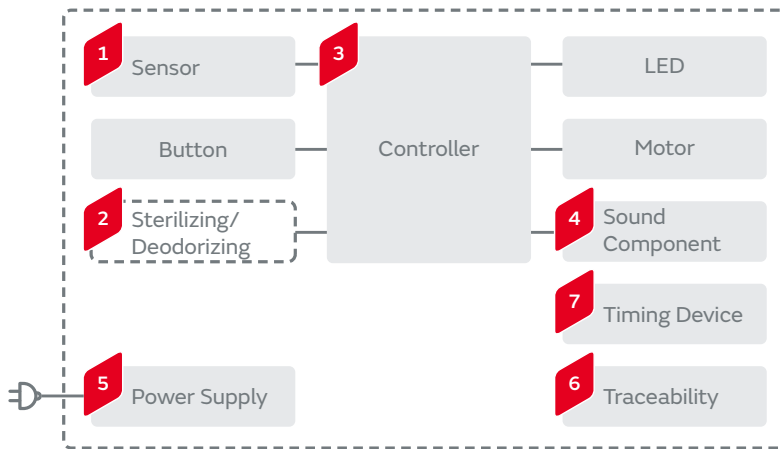 1
Sensor
3
Controller
LED
Button
Motor
2
Sterilizing/
Deodorizing
4
Sound
Component
7
Timing Device
5
Power Supply
6
Traceability